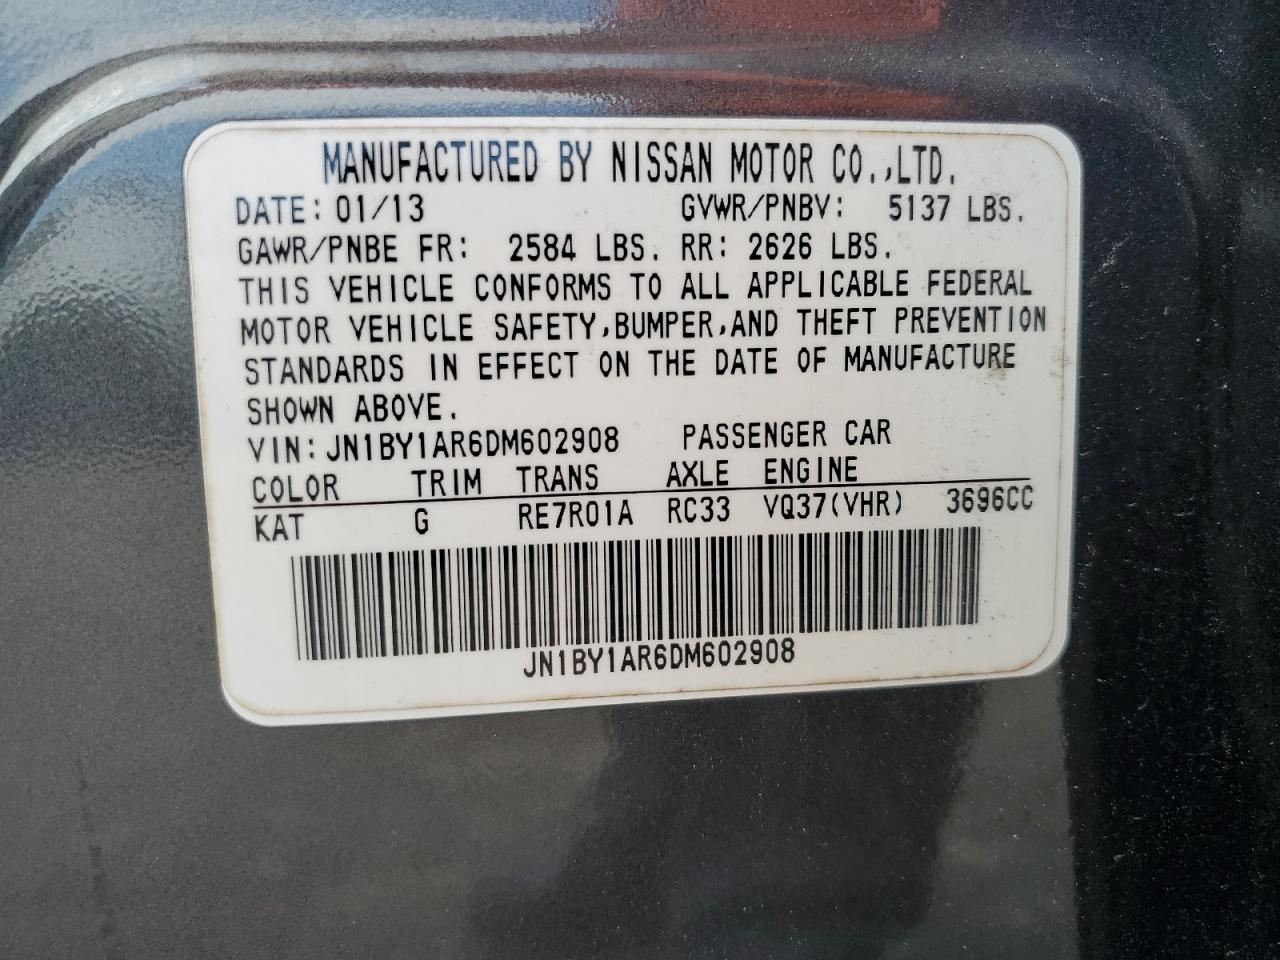 MANUFACTURED BY NISSAN MOTOR CO.,LTD.
DATE: 01/13 GVWR/PNBV: 5137 LBS.
GAWR/PNBE FR: 2584 LBS. RR: 2626 LBS.
THIS VEHICLE CONFORMS TO ALL APPLICABLE FEDERAL
MOTOR VEHICLE SAFETY,BUMPER,AND THEFT PREVENTION
STANDARDS IN EFFECT ON THE DATE OF MANUFACTURE
SHOWN ABOVE.
VIN: JN1BY1AR6DM602908 PASSENGER CAR
COLOR TRIM TRANS AXLE ENGINE
KAT G RE7R01A RC33 VQ37(VHR) 3696CC
JN1BY1AR6DM602908